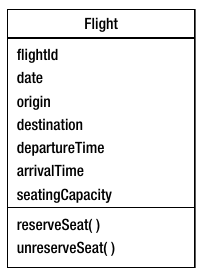 Flight
flightId
date
origin
destination
departureTime
arrivalTime
seatingCapacity
reserveSeat( )
unreserveSeat( )